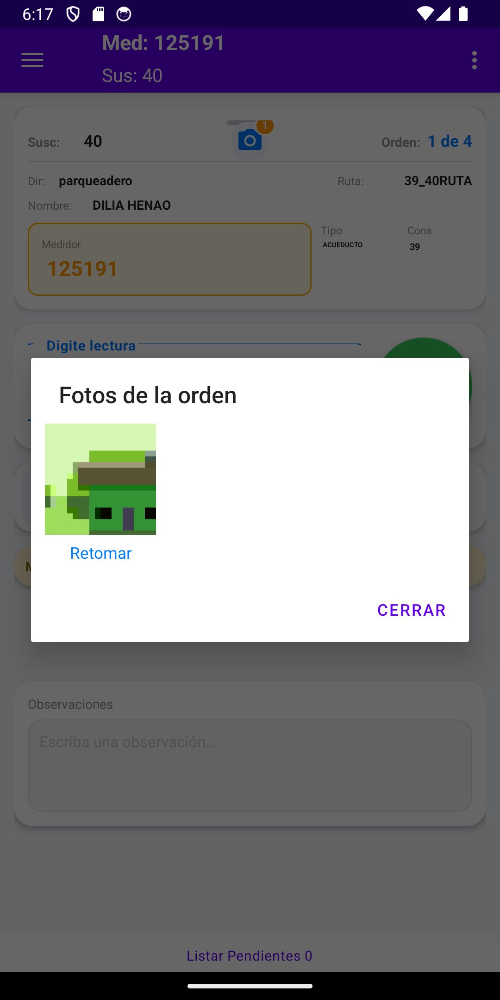 6:17
Med: 125191
Sus: 40
1
Susc: 40 Orden: 1 de 4
Dir: parqueadero Ruta: 39_40RUTA
Nombre: DILIA HENAO
Medidor Tipo Cons
ACUEDUCTO 39
125191
Digite lectura
Fotos de la orden
Retomar
CERRAR
Observaciones
Escriba una observación...
Listar Pendientes 0